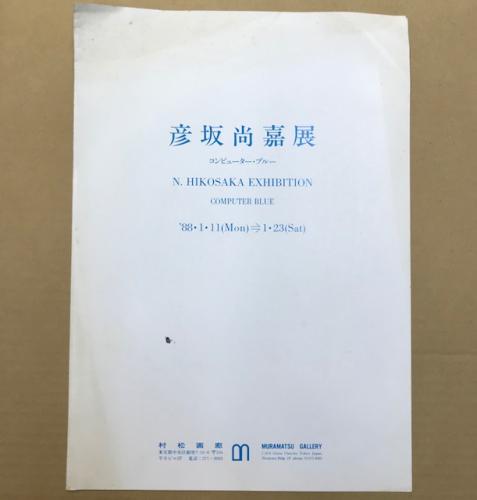 彦坂尚嘉展
コンピューター・ブルー
N. HIKOSAKA EXHIBITION
COMPUTER BLUE
'88・1・11(Mon)⇒1・23(Sat)
村松画廊
MURAMATSU GALLERY